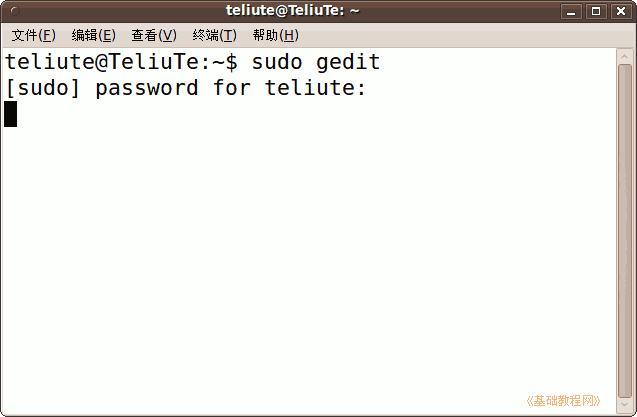 teliute@TeliuTe: ~
文件(F) 编辑(E) 查看(V) 终端(T) 帮助(H)
teliute@TeliuTe:~$ sudo gedit
[sudo] password for teliute:
《基础教程网》